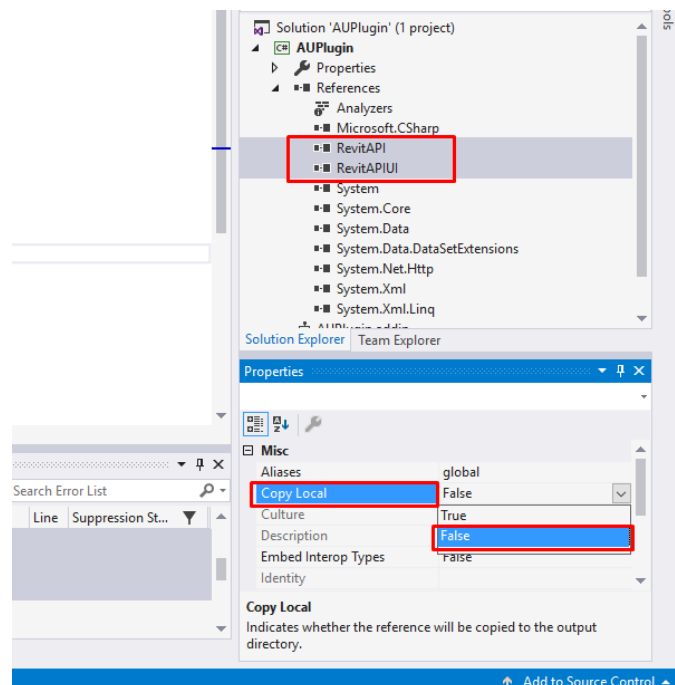 Solution 'AUPlugin' (1 project)
C# AUPlugin
Properties
References
Analyzers
Microsoft.CSharp
RevitAPI
RevitAPIUI
System
System.Core
System.Data
System.Data.DataSetExtensions
System.Net.Http
System.Xml
System.Xml.Linq
AUPlugin.addin
Solution Explorer Team Explorer
Properties
Misc
Aliases global
Copy Local False
Culture True
Description False
Embed Interop Types False
Identity
Copy Local
Indicates whether the reference will be copied to the output
directory.
Search Error List
Line Suppression St...
Add to Source Control